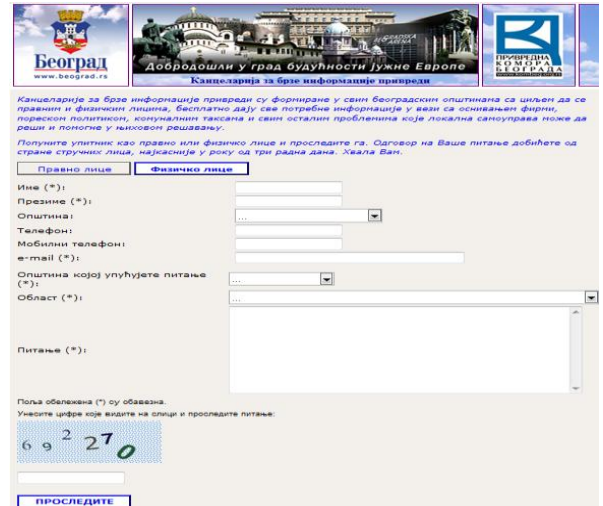 Београд
www.beograd.rs
БЕОГРАДСКА
АРЕНА
Добродошли у град будућности јужне Европе
Канцеларија за брзе информације привреди
ПРИВРЕДНА
КОМОРА
БЕОГРАДА
Канцеларије за брзе информације привреди су формиране у свим београдским општинама са циљем да се
правним и физичким лицима, бесплатно дају све потребне информације у вези са оснивањем фирми,
пореском политиком, комуналним таксама и свим осталим проблемима које локална самоуправа може да
реши и помогне у њиховом решавању.
Попуните упитник као правно или физичко лице и проследите га. Одговор на Ваше питање добићете од
стране стручних лица, најкасније у року од три радна дана. Хвала Вам.
Правно лице Физичко лице
Име (*):
Презиме (*):
Општина: ...
Телефон:
Мобилни телефон:
e-mail (*):
Општина којој упућујете питање
(*): ...
Област (*): ...
Питање (*):
Поља обележена (*) су обавезна.
Унесите цифре које видите на слици и проследите питање:
6 9 2 2 7 0
ПРОСЛЕДИТЕ